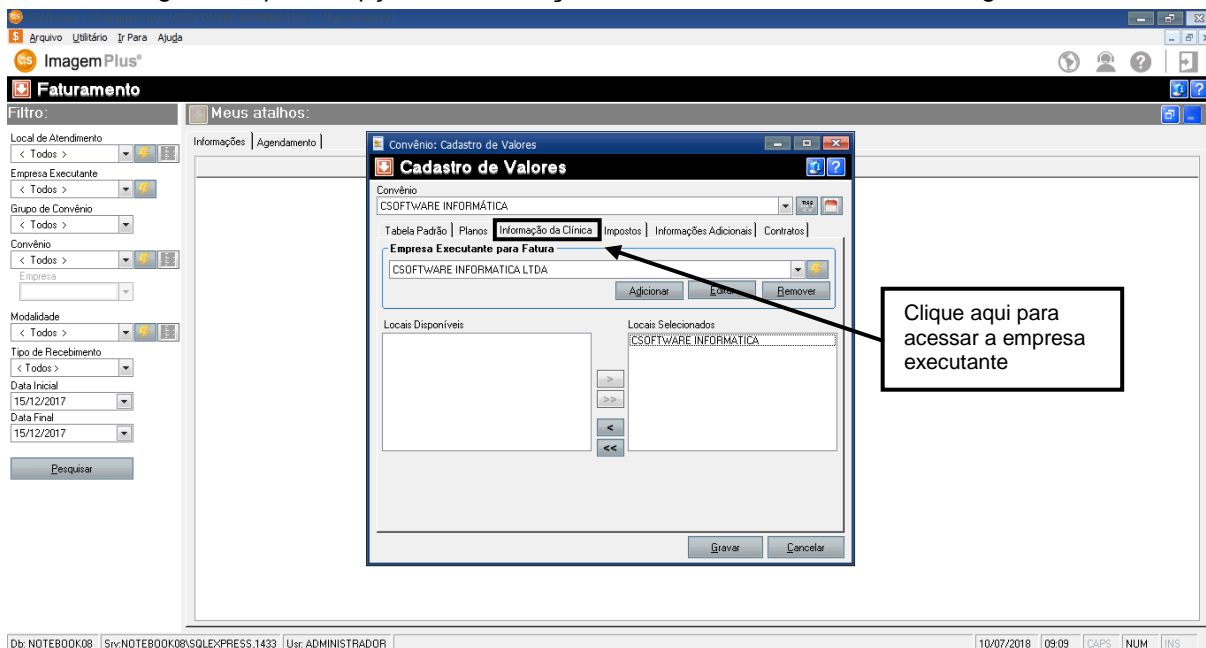 Arquivo Utilitário Ir Para Ajuda
CS ImagemPlus®
Faturamento
Filtro:
Meus atalhos:
Local de Atendimento
< Todos >
Empresa Executante
< Todos >
Grupo de Convênio
< Todos >
Convênio
< Todos >
Empresa
Modalidade
< Todos >
Tipo de Recebimento
< Todos >
Data Inicial
15/12/2017
Data Final
15/12/2017
Pesquisar
Informações Agendamento
Convênio: Cadastro de Valores
Cadastro de Valores
Convênio
CSOFTWARE INFORMÁTICA
Tabela Padrão Planos Informação da Clínica Impostos Informações Adicionais Contratos
Empresa Executante para Fatura
CSOFTWARE INFORMATICA LTDA
Adicionar Editar Remover
Locais Disponíveis Locais Selecionados
CSOFTWARE INFORMATICA
>
>>
<
<<
Gravar Cancelar
Clique aqui para
acessar a empresa
executante
Db: NOTEBOOK08 Srv:NOTEBOOK08\SQLEXPRESS,1433 Usr: ADMINISTRADOR 10/07/2018 09:09 CAPS NUM INS